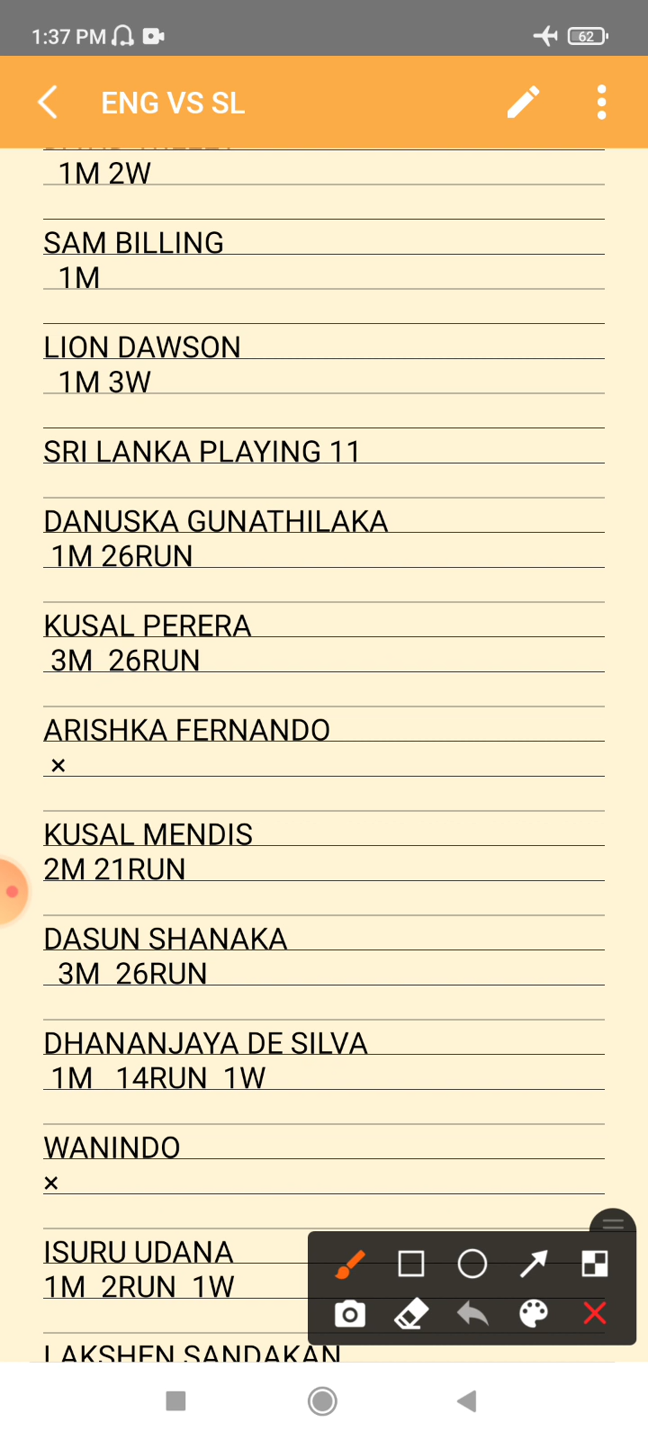 1:37 PM
62
ENG VS SL
1M 2W
SAM BILLING
1M
LION DAWSON
1M 3W
SRI LANKA PLAYING 11
DANUSKA GUNATHILAKA
1M 26RUN
KUSAL PERERA
3M 26RUN
ARISHKA FERNANDO
×
KUSAL MENDIS
2M 21RUN
DASUN SHANAKA
3M 26RUN
DHANANJAYA DE SILVA
1M 14RUN 1W
WANINDO
×
ISURU UDANA
1M 2RUN 1W
LAKSHEN SANDAKAN